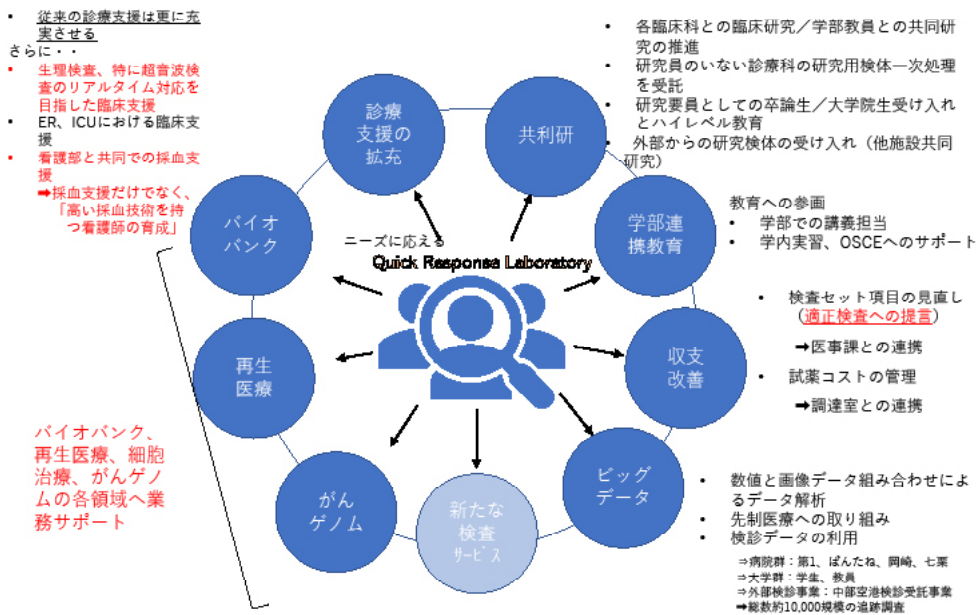 • 従来の診療支援は更に充
実させる
さらに・・
• 生理検査、特に超音波検
査のリアルタイム対応を
目指した臨床支援
• ER、ICUにおける臨床支
援
• 看護部と共同での採血支
援
➡採血支援だけでなく、
「高い採血技術を持
つ看護師の育成」
診療
支援の
拡充
共利研
• 各臨床科との臨床研究／学部教員との共同研
究の推進
• 研究員のいない診療科の研究用検体一次処理
を受託
• 研究要員としての卒論生／大学院生受け入れ
とハイレベル教育
• 外部からの研究検体の受け入れ（他施設共同
研究）
バイオ
バンク
ニーズに応える
Quick Response Laboratory
学部連
携教育
教育への参画
• 学部での講義担当
• 学内実習、OSCEへのサポート
再生
医療
収支
改善
• 検査セット項目の見直し
（適正検査への提言）
➡医事課との連携
• 試薬コストの管理
➡調達室との連携
バイオバンク、
再生医療、細胞
治療、がんゲノ
ムの各領域へ業
務サポート
がん
ゲノム
新たな
検査
ｻｰﾋﾞｽ
ビッグ
データ
• 数値と画像データ組み合わせによ
るデータ解析
• 先制医療への取り組み
• 検診データの利用
⇒病院群：第1、ばんたね、岡崎、七栗
⇒大学群：学生、教員
⇒外部検診事業：中部空港検診受託事業
➡総数約10,000規模の追跡調査